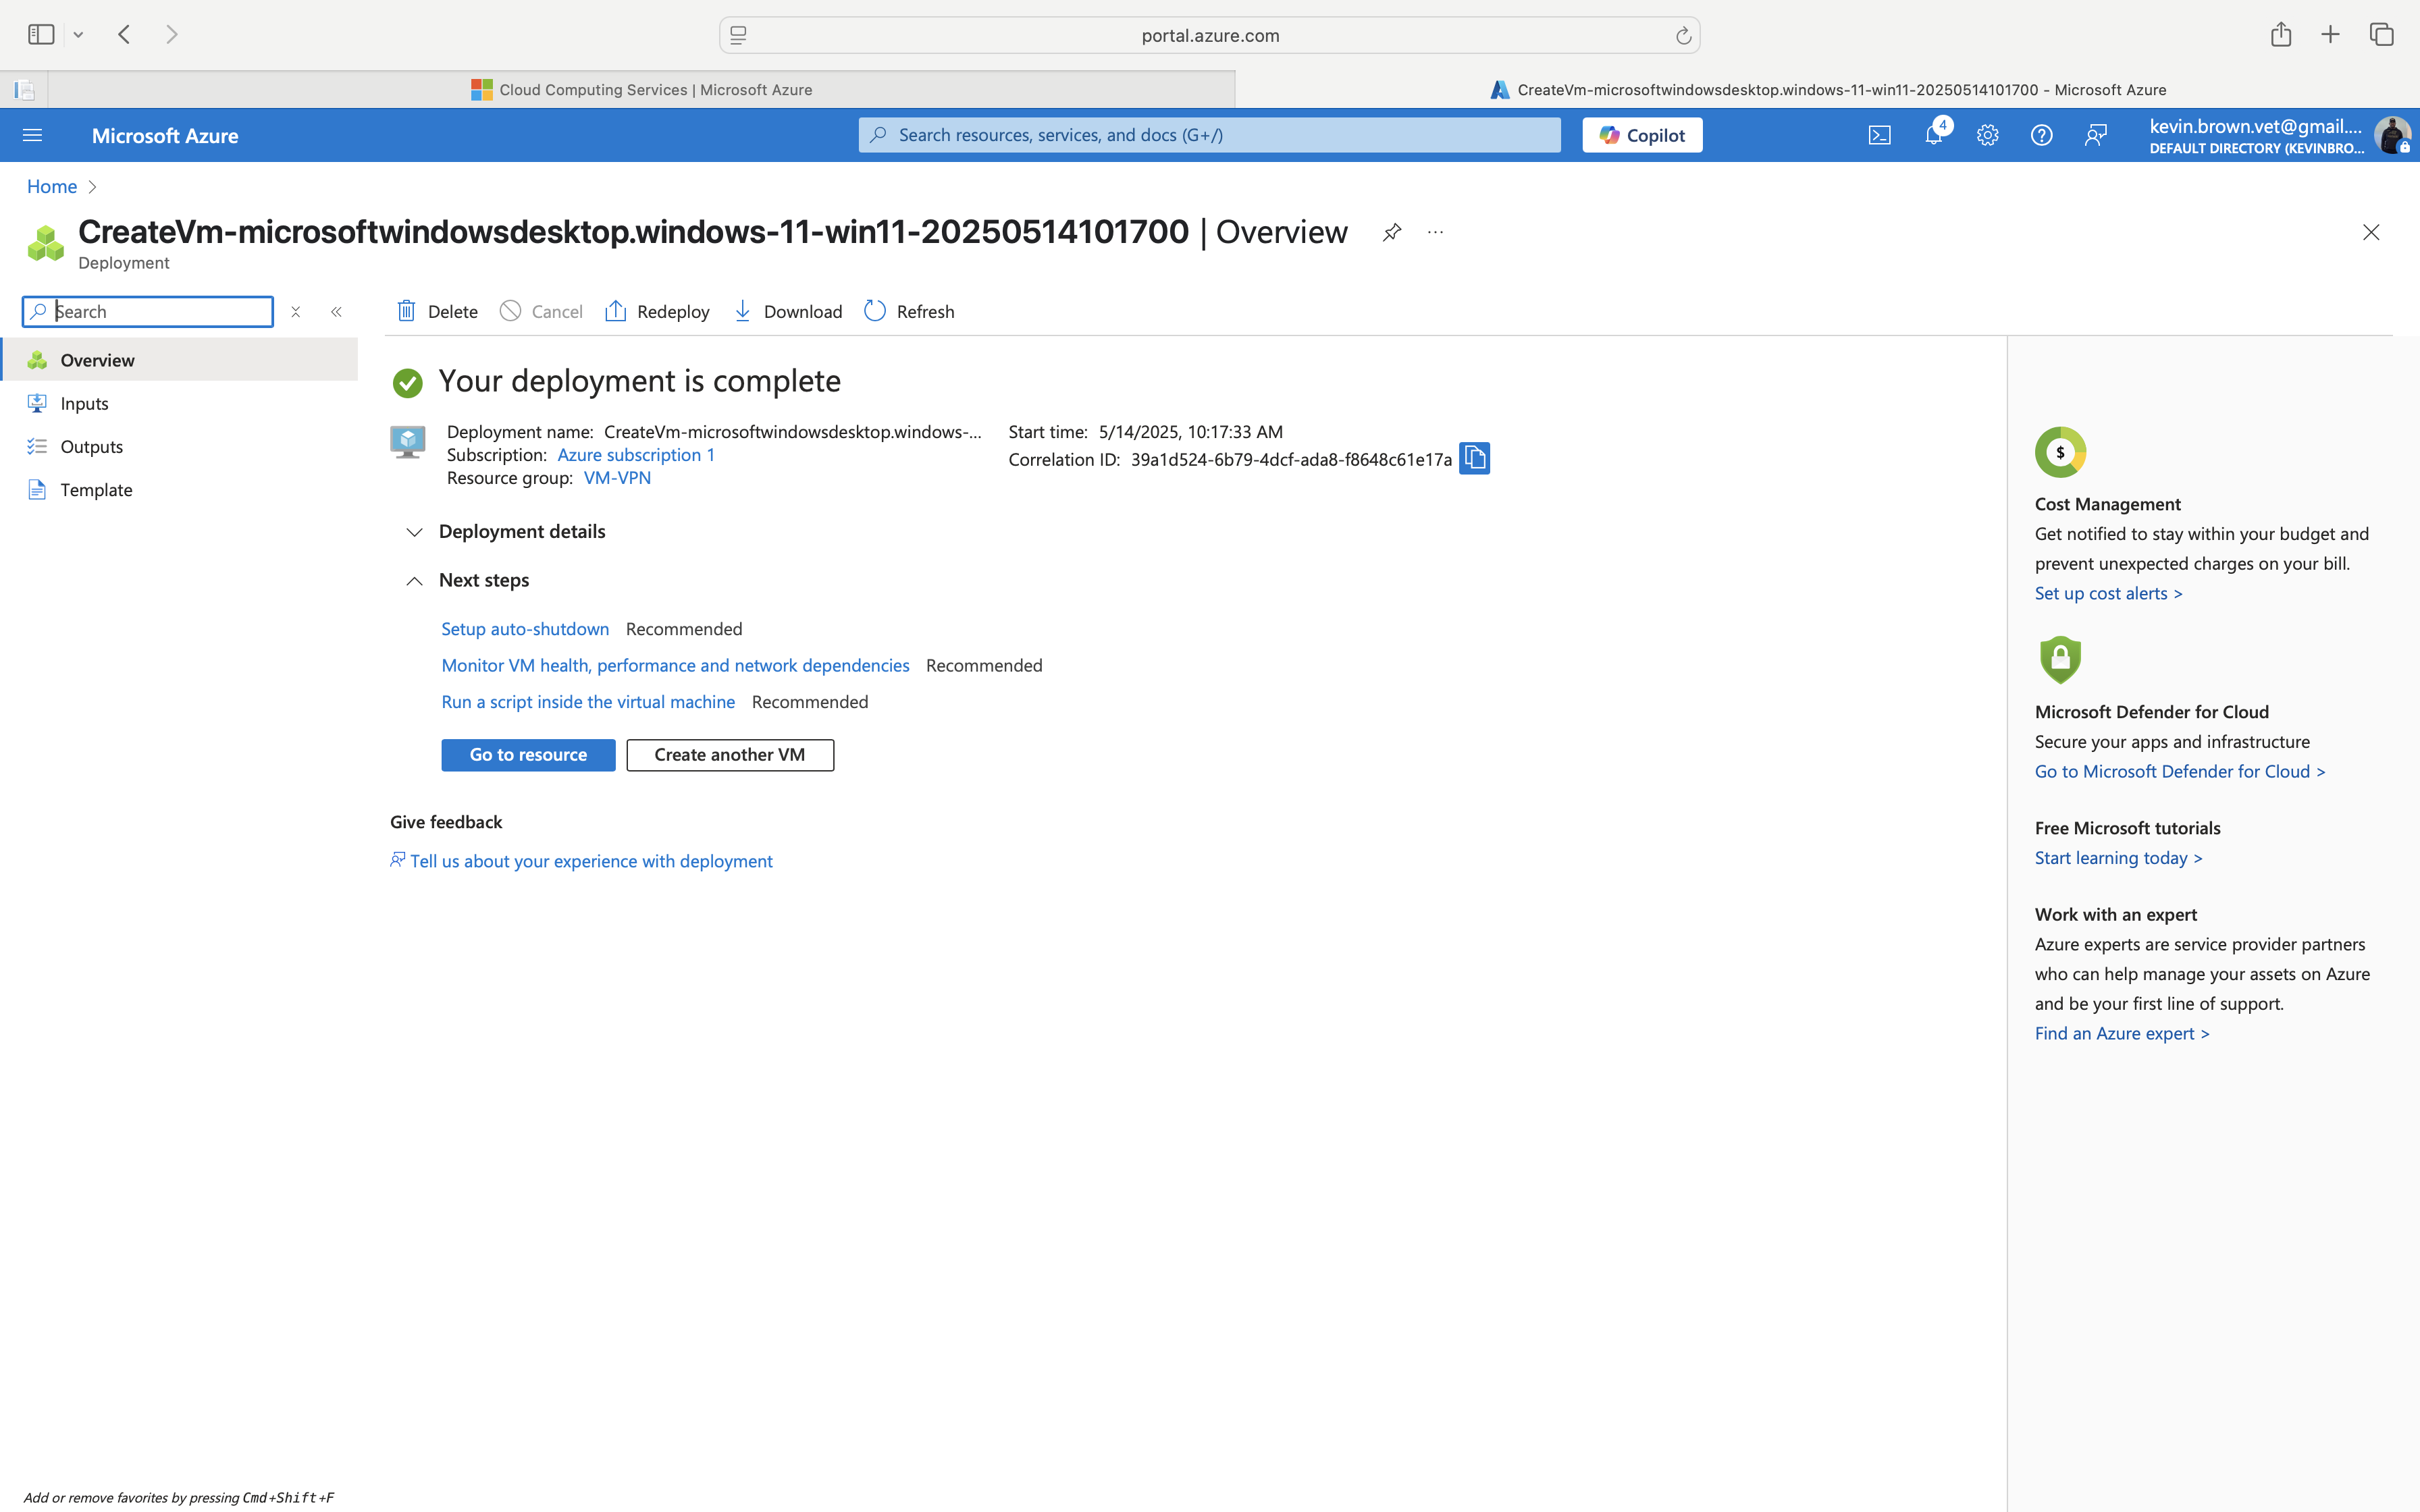 portal.azure.com
Cloud Computing Services | Microsoft Azure
CreateVm-microsoftwindowsdesktop.windows-11-win11-20250514101700 - Microsoft Azure
Microsoft Azure
Search resources, services, and docs (G+/)
Copilot
4
kevin.brown.vet@gmail....
DEFAULT DIRECTORY (KEVINBRO...
Home
CreateVm-microsoftwindowsdesktop.windows-11-win11-20250514101700 | Overview
Deployment
Search
Overview
Inputs
Outputs
Template
Delete
Cancel
Redeploy
Download
Refresh
Your deployment is complete
Deployment name: CreateVm-microsoftwindowsdesktop.windows-...
Subscription: Azure subscription 1
Resource group: VM-VPN
Start time: 5/14/2025, 10:17:33 AM
Correlation ID: 39a1d524-6b79-4dcf-ada8-f8648c61e17a
Deployment details
Next steps
Setup auto-shutdown Recommended
Monitor VM health, performance and network dependencies Recommended
Run a script inside the virtual machine Recommended
Go to resource
Create another VM
Give feedback
Tell us about your experience with deployment
$
Cost Management
Get notified to stay within your budget and
prevent unexpected charges on your bill.
Set up cost alerts >
Microsoft Defender for Cloud
Secure your apps and infrastructure
Go to Microsoft Defender for Cloud >
Free Microsoft tutorials
Start learning today >
Work with an expert
Azure experts are service provider partners
who can help manage your assets on Azure
and be your first line of support.
Find an Azure expert >
Add or remove favorites by pressing Cmd+Shift+F